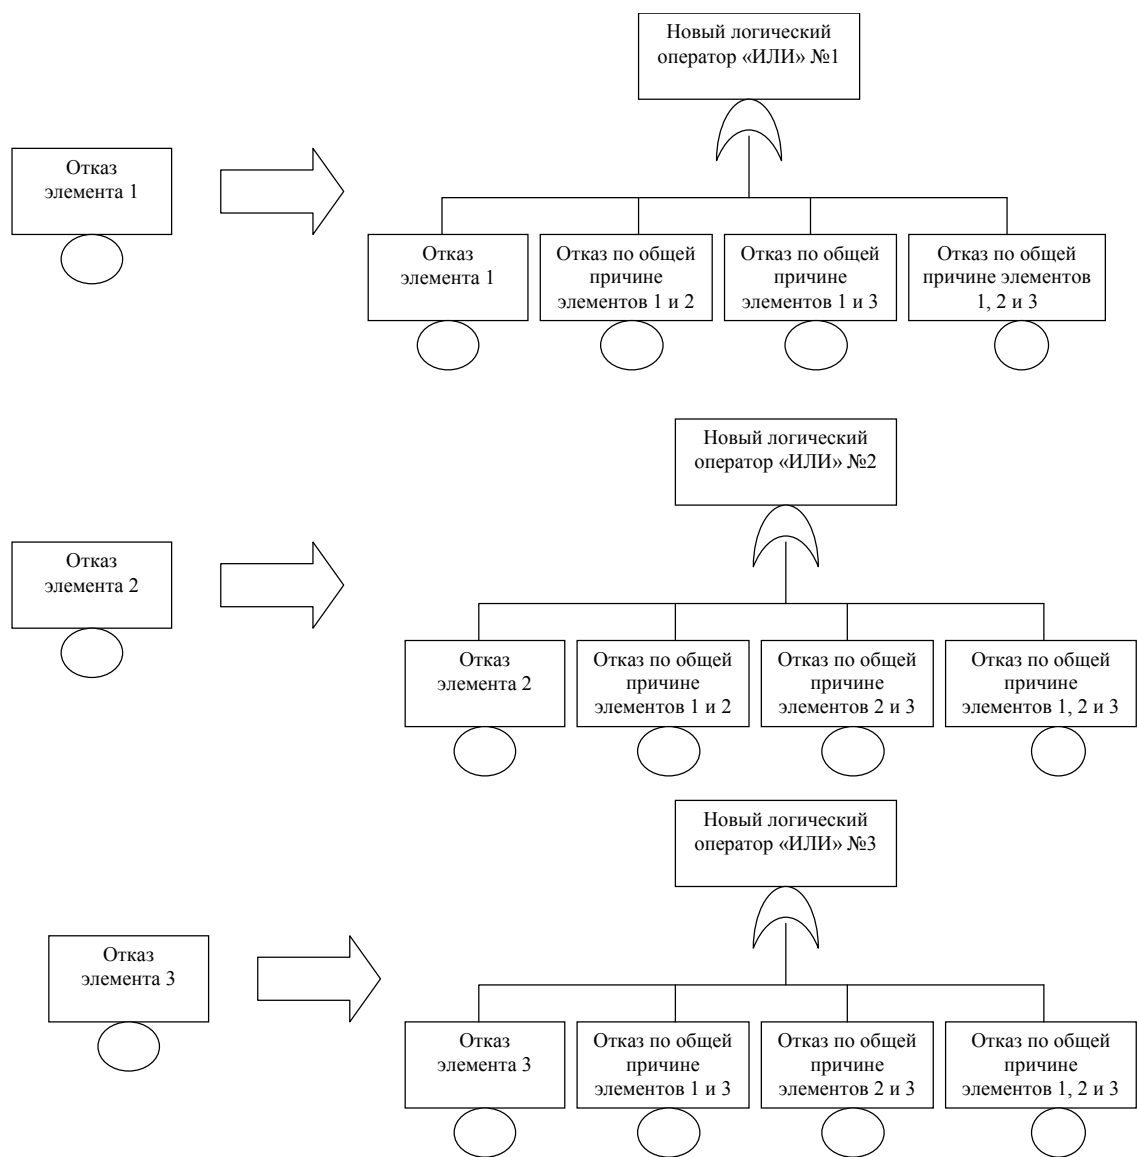 Новый логический
оператор «ИЛИ» №1
Отказ
элемента 1
Отказ
элемента 1
Отказ по общей
причине
элементов 1 и 2
Отказ по общей
причине
элементов 1 и 3
Отказ по общей
причине элементов
1, 2 и 3
Новый логический
оператор «ИЛИ» №2
Отказ
элемента 2
Отказ
элемента 2
Отказ по общей
причине
элементов 1 и 2
Отказ по общей
причине
элементов 2 и 3
Отказ по общей
причине
элементов 1, 2 и 3
Новый логический
оператор «ИЛИ» №3
Отказ
элемента 3
Отказ
элемента 3
Отказ по общей
причине
элементов 1 и 3
Отказ по общей
причине
элементов 2 и 3
Отказ по общей
причине
элементов 1, 2 и 3